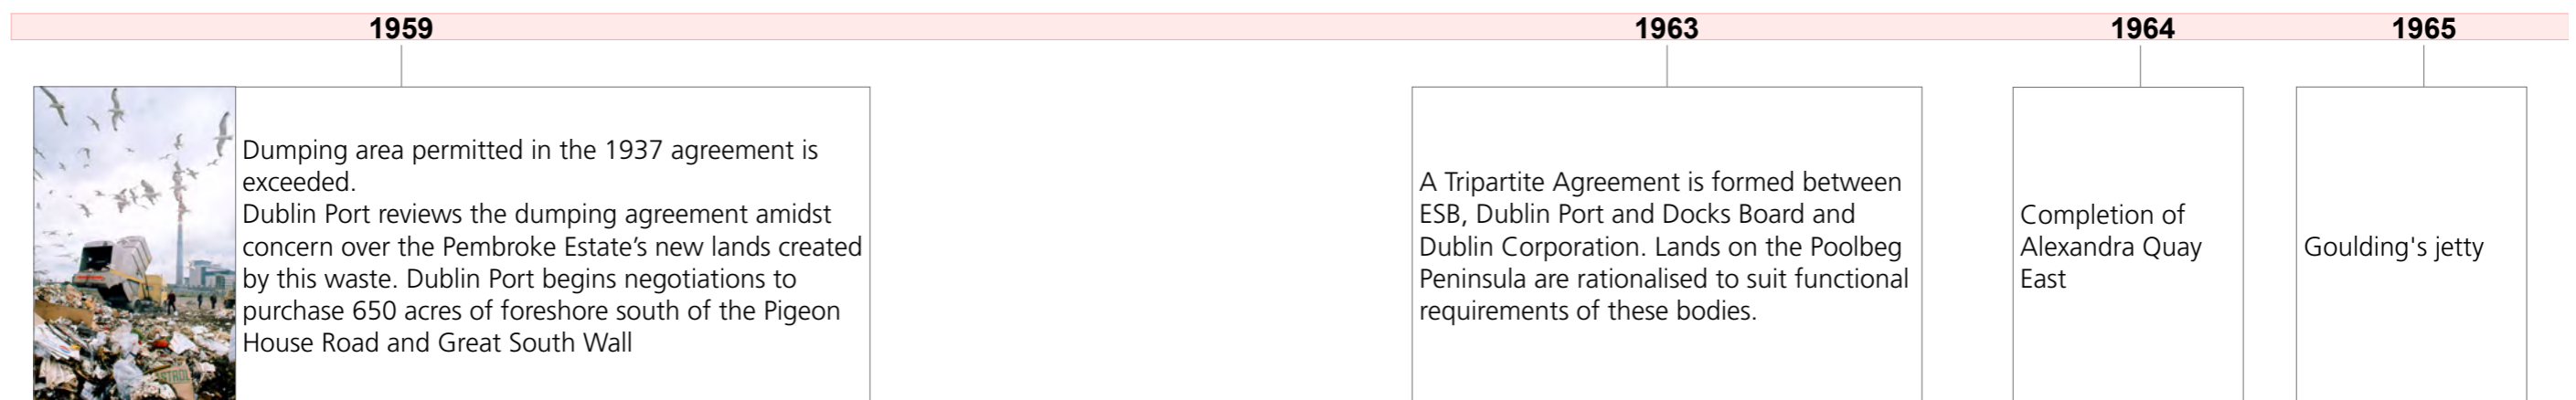 1959
1963
1964
1965
Dumping area permitted in the 1937 agreement is
exceeded.
Dublin Port reviews the dumping agreement amidst
concern over the Pembroke Estate’s new lands created
by this waste. Dublin Port begins negotiations to
purchase 650 acres of foreshore south of the Pigeon
House Road and Great South Wall
A Tripartite Agreement is formed between
ESB, Dublin Port and Docks Board and
Dublin Corporation. Lands on the Poolbeg
Peninsula are rationalised to suit functional
requirements of these bodies.
Completion of
Alexandra Quay
East
Goulding's jetty